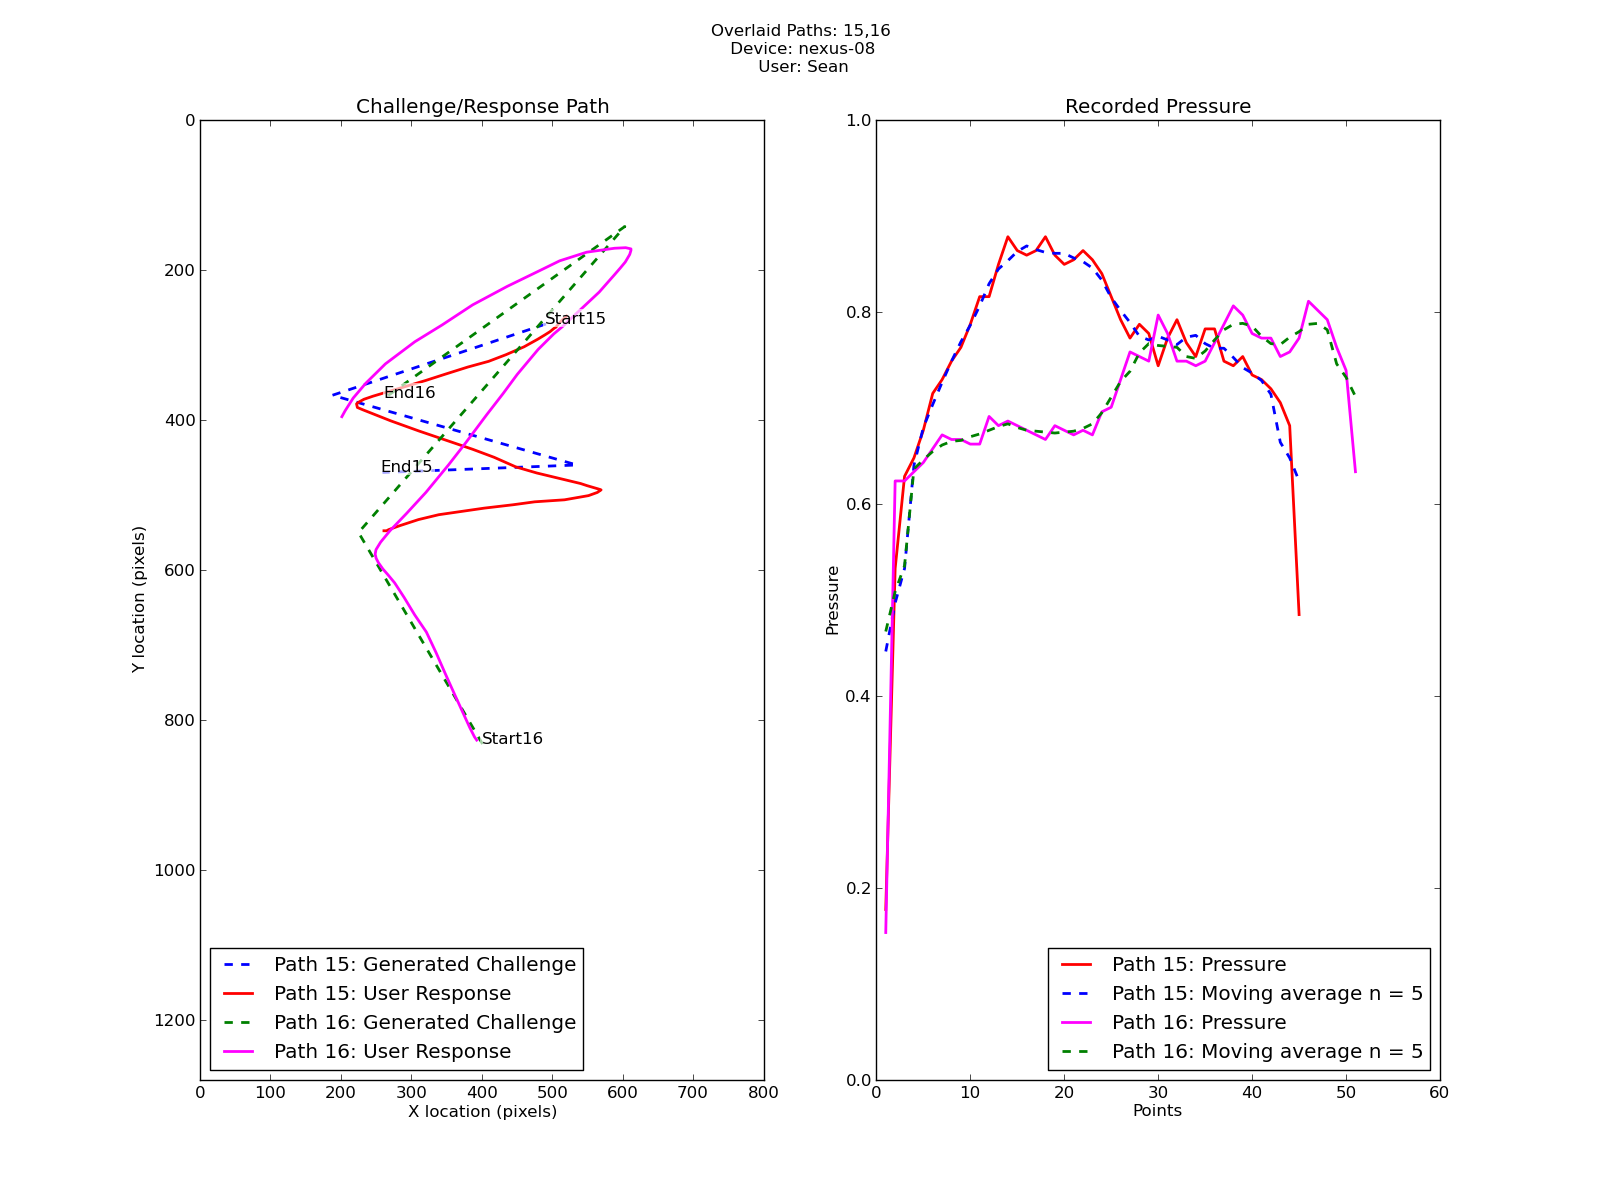 Overlaid Paths: 15,16
Device: nexus-08
User: Sean
Challenge/Response Path
0
200
400
600
800
1000
1200
Y location (pixels)
Start15
End16
End15
Start16
Path 15: Generated Challenge
Path 15: User Response
Path 16: Generated Challenge
Path 16: User Response
0 100 200 300 400 500 600 700 800
X location (pixels)
Recorded Pressure
1.0
0.8
0.6
0.4
0.2
0.0
Pressure
Path 15: Pressure
Path 15: Moving average n = 5
Path 16: Pressure
Path 16: Moving average n = 5
0 10 20 30 40 50 60
Points